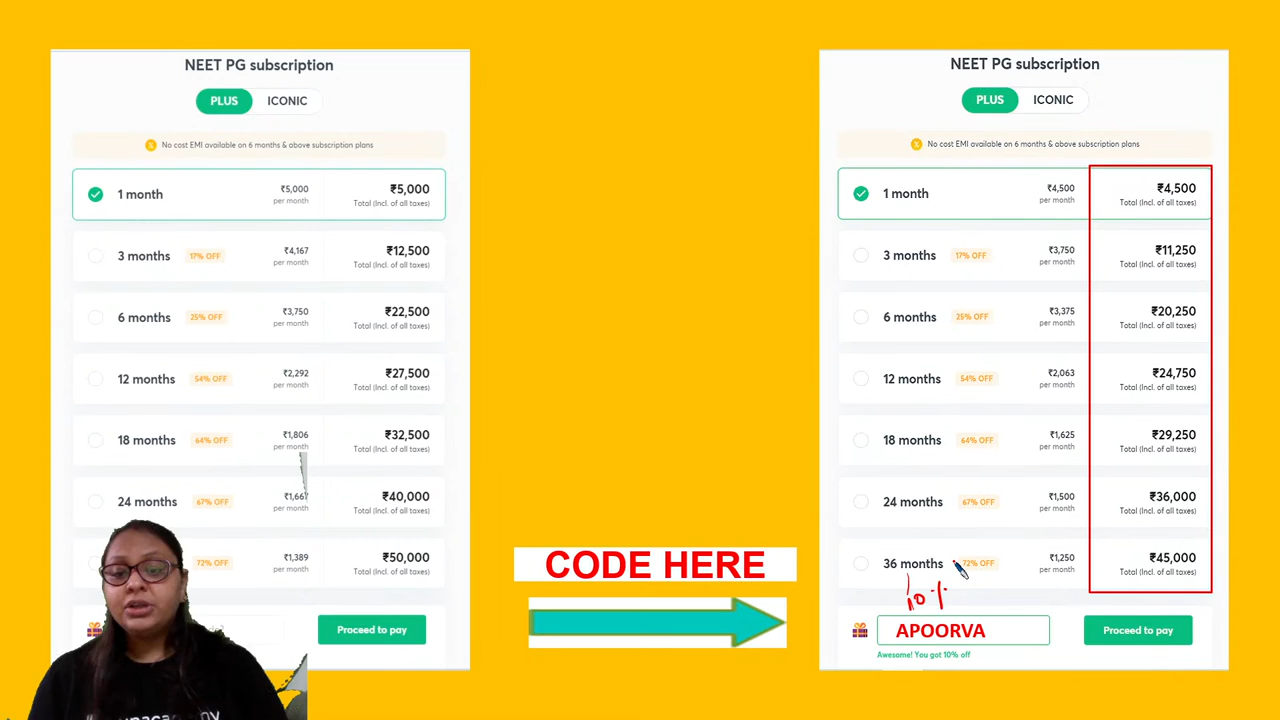 NEET PG subscription
PLUS ICONIC
No cost EMI available on 6 months & above subscription plans
1 month ₹5,000 per month ₹5,000 Total (Incl. of all taxes)
3 months 17% OFF ₹4,167 per month ₹12,500 Total (Incl. of all taxes)
6 months 25% OFF ₹3,750 per month ₹22,500 Total (Incl. of all taxes)
12 months 54% OFF ₹2,292 per month ₹27,500 Total (Incl. of all taxes)
18 months 64% OFF ₹1,806 per month ₹32,500 Total (Incl. of all taxes)
24 months 67% OFF ₹1,667 per month ₹40,000 Total (Incl. of all taxes)
72% OFF ₹1,389 per month ₹50,000 Total (Incl. of all taxes)
Proceed to pay
CODE HERE
NEET PG subscription
PLUS ICONIC
No cost EMI available on 6 months & above subscription plans
1 month ₹4,500 per month ₹4,500 Total (Incl. of all taxes)
3 months 17% OFF ₹3,750 per month ₹11,250 Total (Incl. of all taxes)
6 months 25% OFF ₹3,375 per month ₹20,250 Total (Incl. of all taxes)
12 months 54% OFF ₹2,063 per month ₹24,750 Total (Incl. of all taxes)
18 months 64% OFF ₹1,625 per month ₹29,250 Total (Incl. of all taxes)
24 months 67% OFF ₹1,500 per month ₹36,000 Total (Incl. of all taxes)
36 months 72% OFF ₹1,250 per month ₹45,000 Total (Incl. of all taxes)
10%
APOORVA Proceed to pay
Awesome! You got 10% off